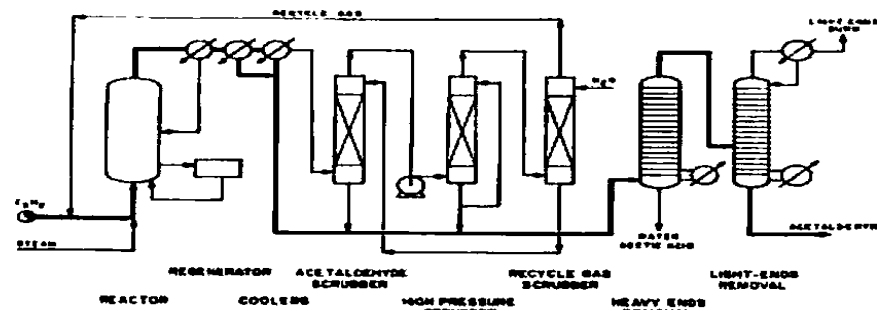 RECYCLE GAS
LIGHT-ENDS
H₂O
STEAM
WATER
ACETIC ACID
ACETALDEHYDE
REGENERATOR
ACETALDEHYDE
SCRUBBER
RECYCLE GAS
SCRUBBER
LIGHT-ENDS
REMOVAL
REACTOR
COOLERS
HIGH PRESSURE
HEAVY ENDS